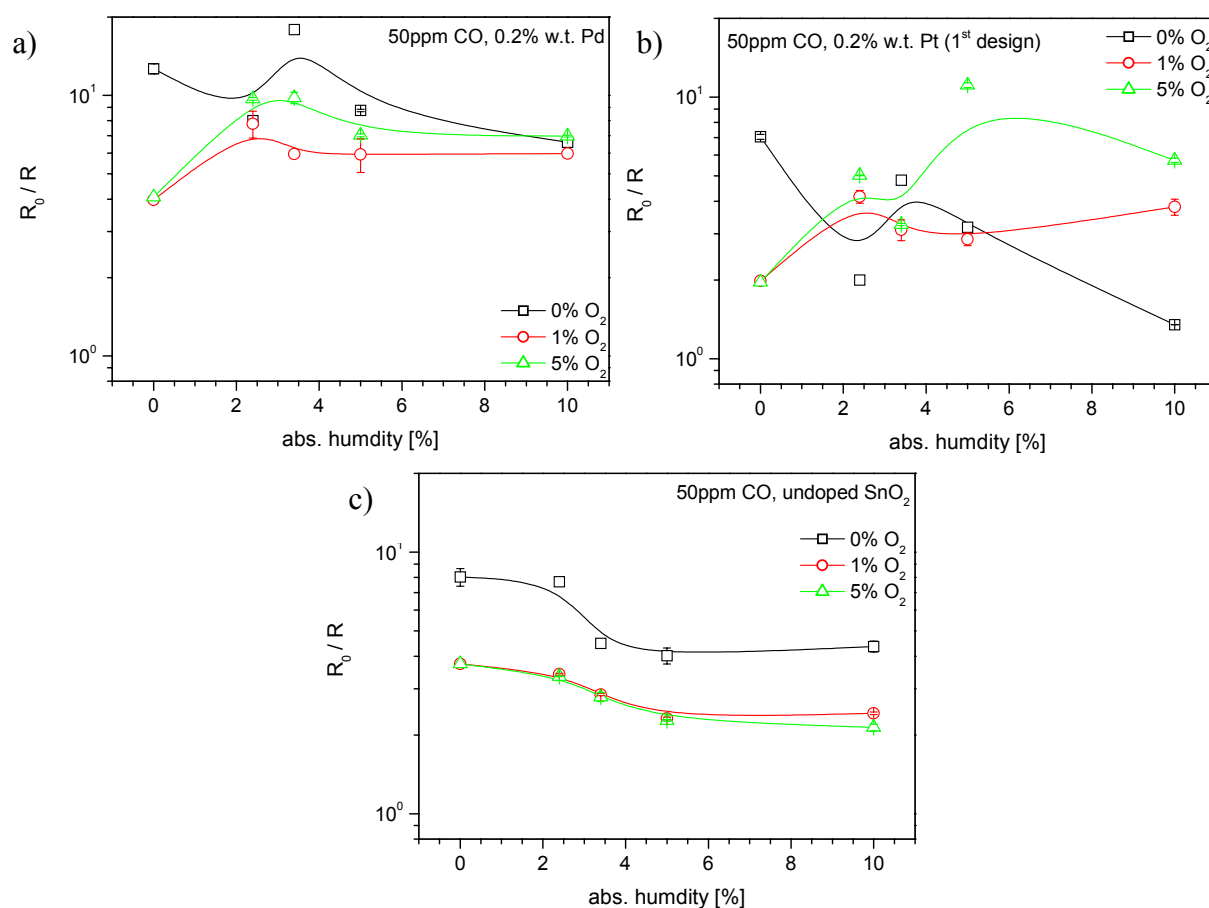 a)
50ppm CO, 0.2% w.t. Pd
10¹
10⁰
R₀ / R
0% O₂
1% O₂
5% O₂
0 2 4 6 8 10
abs. humdity [%]
b)
50ppm CO, 0.2% w.t. Pt (1ˢᵗ design)
0% O₂
1% O₂
5% O₂
10¹
10⁰
R₀ / R
0 2 4 6 8 10
abs. humdity [%]
c)
50ppm CO, undoped SnO₂
0% O₂
1% O₂
5% O₂
10¹
10⁰
R₀ / R
0 2 4 6 8 10
abs. humdity [%]